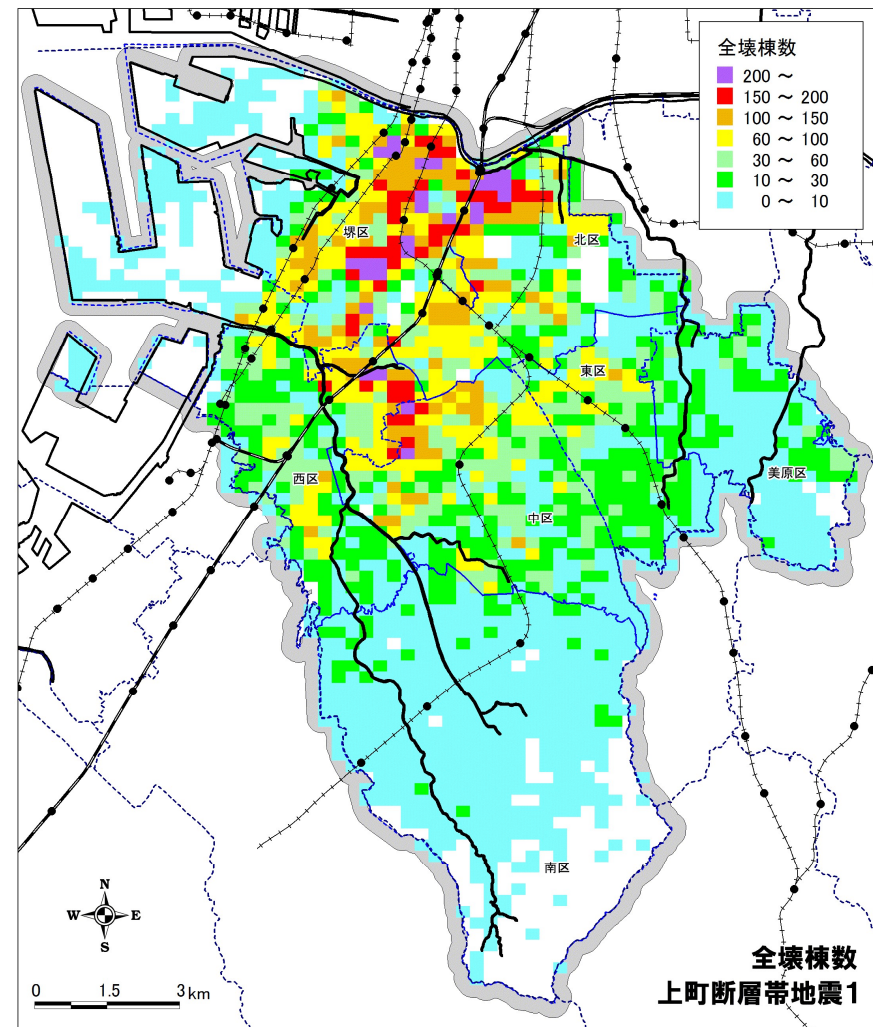 全壊棟数
200 ～
150 ～ 200
100 ～ 150
60 ～ 100
30 ～ 60
10 ～ 30
0 ～ 10
堺区
北区
東区
美原区
西区
中区
南区
N
W E
S
0 1.5 3 km
全壊棟数
上町断層帯地震1